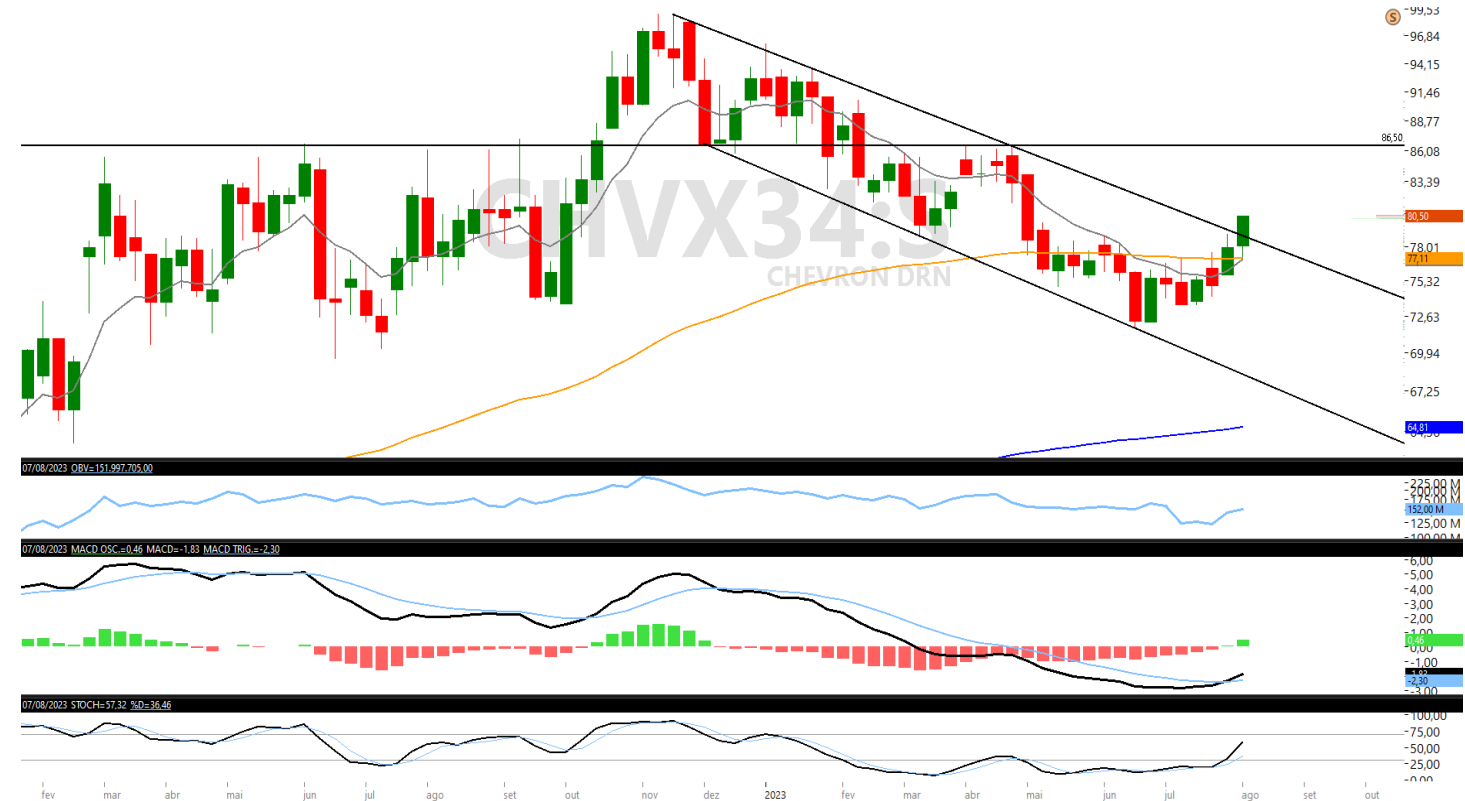 S
99,53
96,84
94,15
91,46
88,77
86,50
86,08
83,39
CHVX34:S
CHEVRON DRN
80,50
78,01
77,11
75,32
72,63
69,94
67,25
64,81
07/08/2023 OBV=151.997.705,00
225,00 M
200,00 M
175,00 M
152,00 M
125,00 M
100,00 M
07/08/2023 MACD OSC.=0,46 MACD=-1,83 MACD TRIG.=-2,30
6,00
5,00
4,00
3,00
2,00
0,46
0,00
-1,00
-1,83
-2,30
-3,00
07/08/2023 STOCH=57,32 %D=36,46
100,00
75,00
50,00
25,00
0,00
fev mar abr mai jun jul ago set out nov dez 2023 fev mar abr mai jun jul ago set out